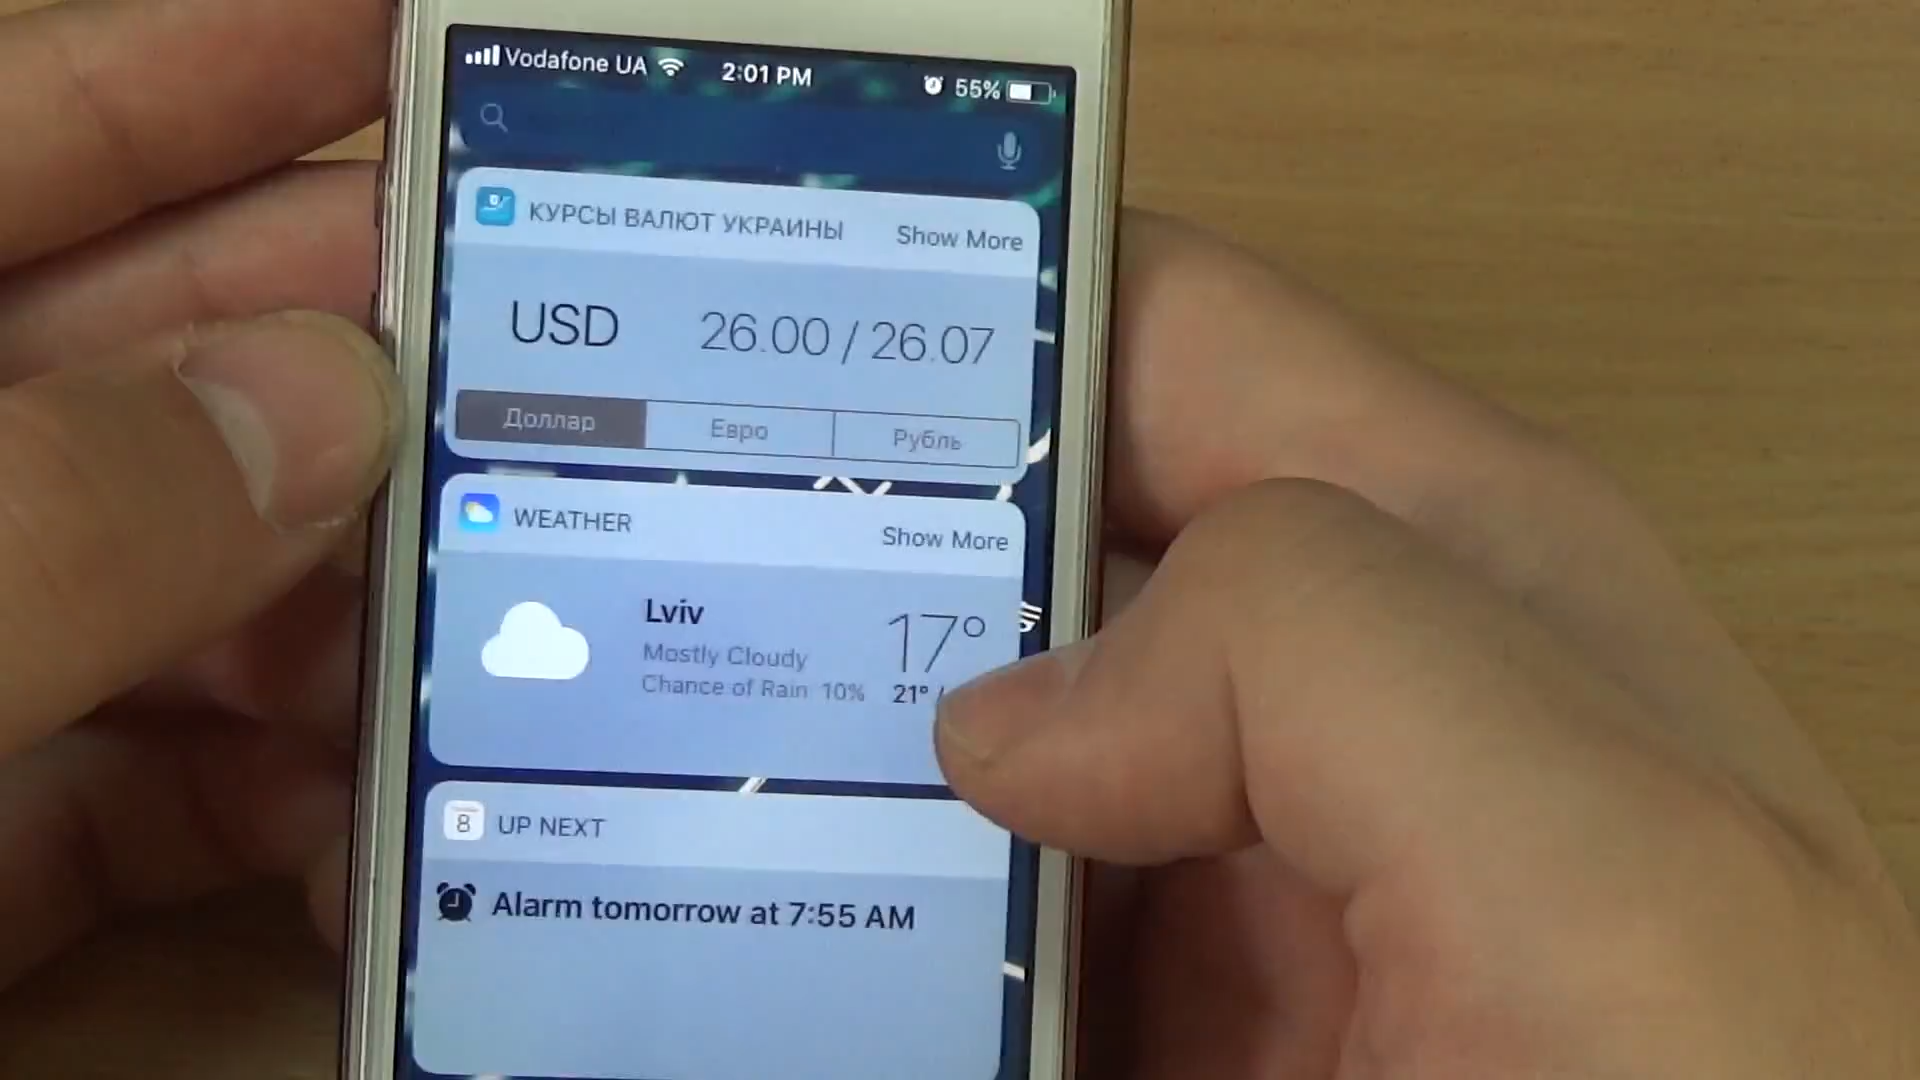 Vodafone UA 2:01 PM 55%
КУРСЫ ВАЛЮТ УКРАИНЫ Show More
USD 26.00 / 26.07
Доллар Евро Рубль
WEATHER Show More
Lviv 17°
Mostly Cloudy
Chance of Rain 10% 21° /
8 UP NEXT
Alarm tomorrow at 7:55 AM